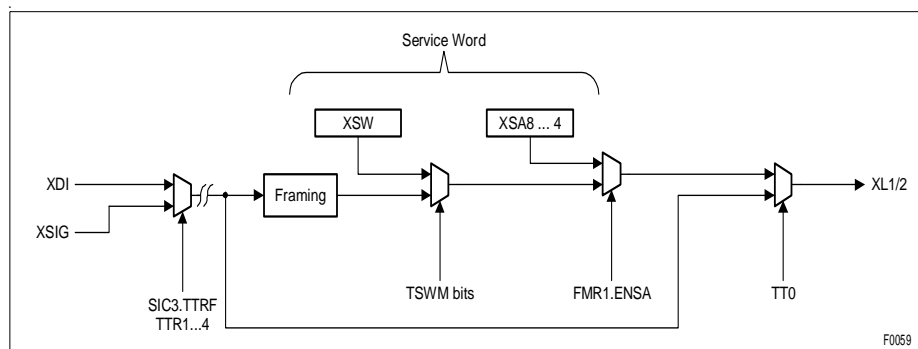 Service Word
XSW
XSA8 ... 4
XDI
XSIG
Framing
XL1/2
SIC3.TTRF
TTR1...4
TSWM bits
FMR1.ENSA
TT0
F0059